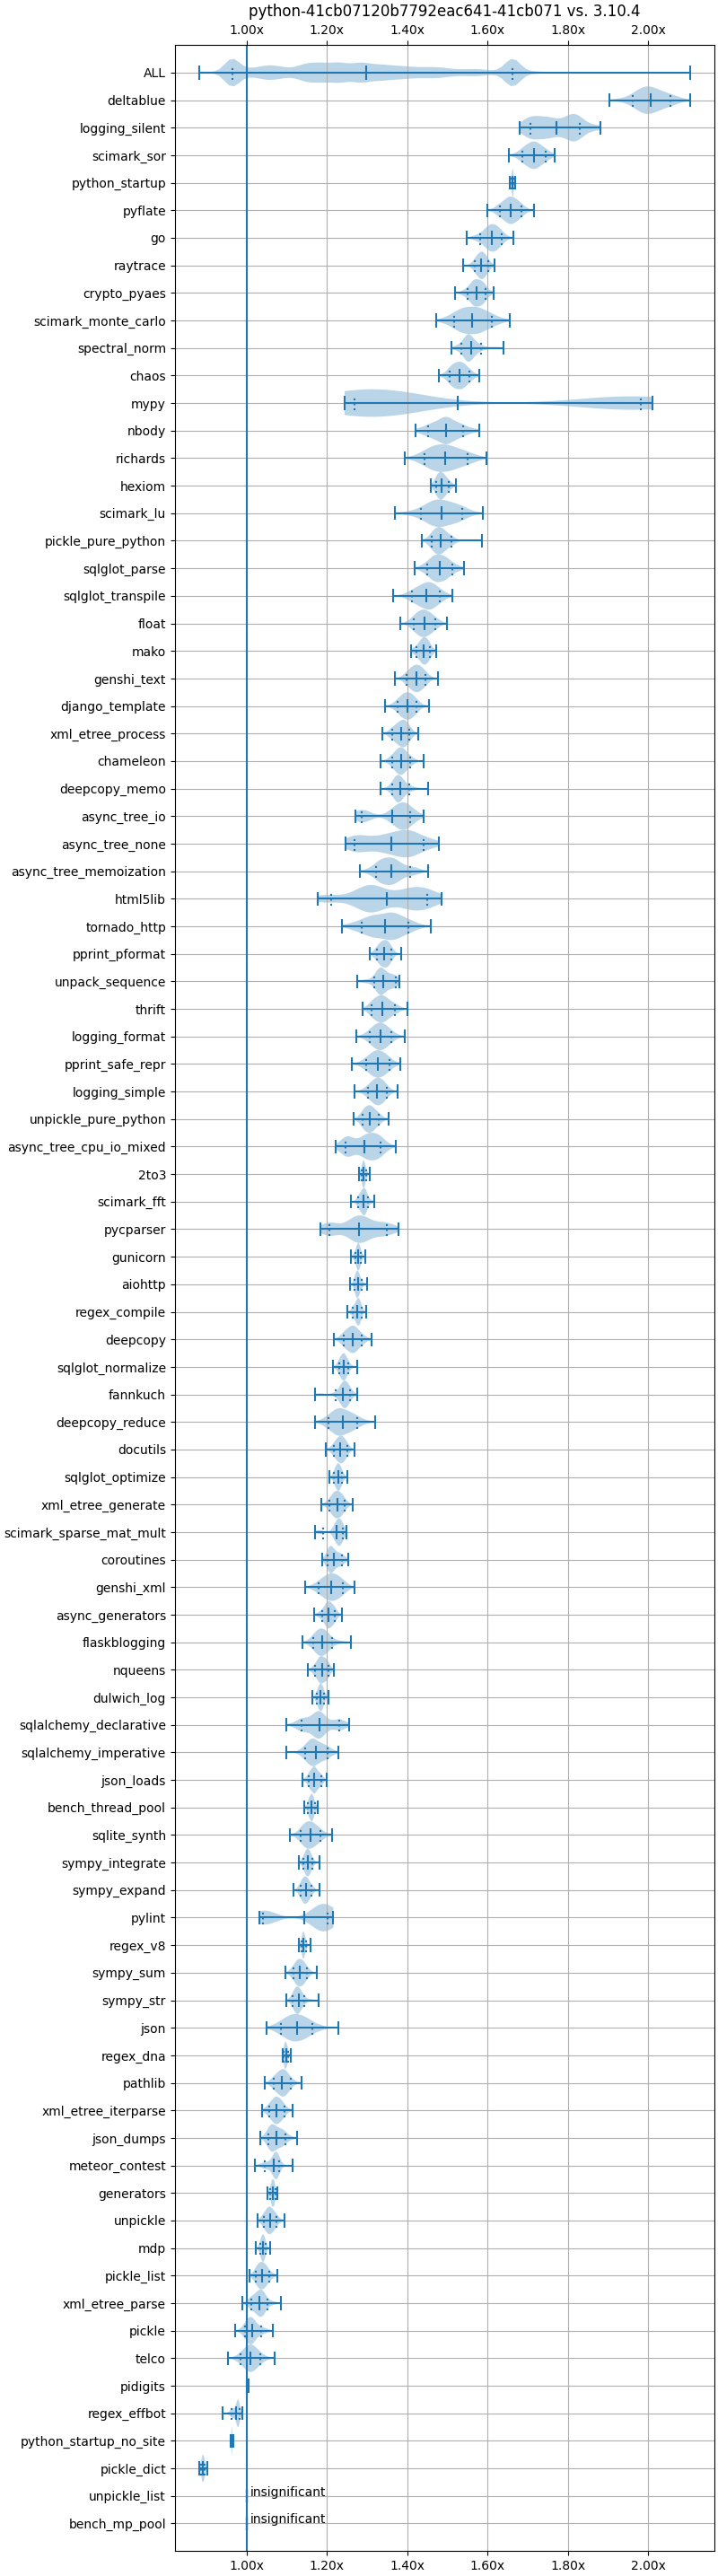 python-41cb07120b7792eac641-41cb071 vs. 3.10.4
1.00x 1.20x 1.40x 1.60x 1.80x 2.00x
ALL
deltablue
logging_silent
scimark_sor
python_startup
pyflate
go
raytrace
crypto_pyaes
scimark_monte_carlo
spectral_norm
chaos
mypy
nbody
richards
hexiom
scimark_lu
pickle_pure_python
sqlglot_parse
sqlglot_transpile
float
mako
genshi_text
django_template
xml_etree_process
chameleon
deepcopy_memo
async_tree_io
async_tree_none
async_tree_memoization
html5lib
tornado_http
pprint_pformat
unpack_sequence
thrift
logging_format
pprint_safe_repr
logging_simple
unpickle_pure_python
async_tree_cpu_io_mixed
2to3
scimark_fft
pycparser
gunicorn
aiohttp
regex_compile
deepcopy
sqlglot_normalize
fannkuch
deepcopy_reduce
docutils
sqlglot_optimize
xml_etree_generate
scimark_sparse_mat_mult
coroutines
genshi_xml
async_generators
flaskblogging
nqueens
dulwich_log
sqlalchemy_declarative
sqlalchemy_imperative
json_loads
bench_thread_pool
sqlite_synth
sympy_integrate
sympy_expand
pylint
regex_v8
sympy_sum
sympy_str
json
regex_dna
pathlib
xml_etree_iterparse
json_dumps
meteor_contest
generators
unpickle
mdp
pickle_list
xml_etree_parse
pickle
telco
pidigits
regex_effbot
python_startup_no_site
pickle_dict
unpickle_list insignificant
bench_mp_pool insignificant
1.00x 1.20x 1.40x 1.60x 1.80x 2.00x